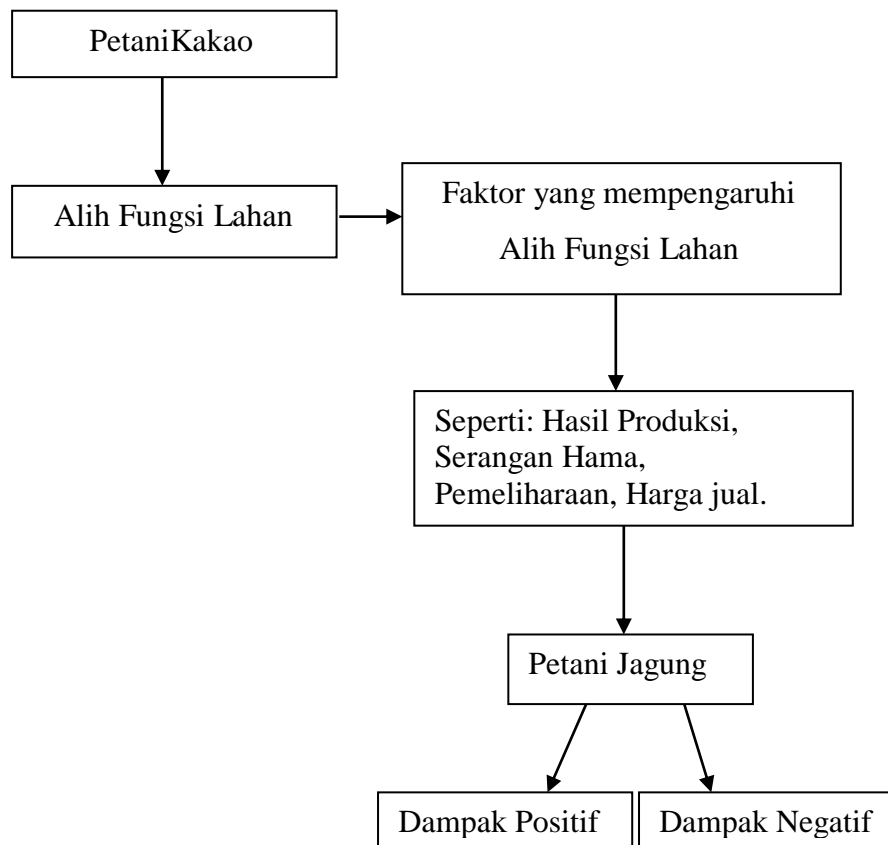 PetaniKakao
Alih Fungsi Lahan
Faktor yang mempengaruhi
Alih Fungsi Lahan
Seperti: Hasil Produksi,
Serangan Hama,
Pemeliharaan, Harga jual.
Petani Jagung
Dampak Positif
Dampak Negatif